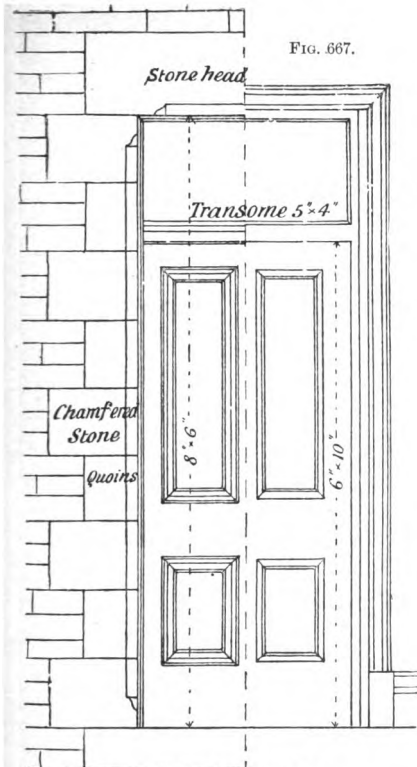 FIG. 667.
Stone head
Transome 5"×4"
Chamfered
Stone
Quoins
8"×6"
6"×10"